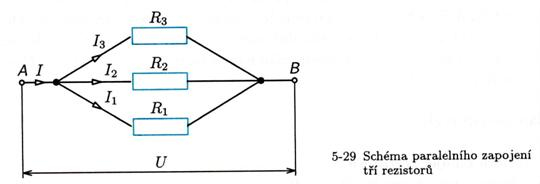 R3
I3
R2
A I I2 B
I1 R1
U
5-29 Schéma paralelního zapojení
tří rezistorů